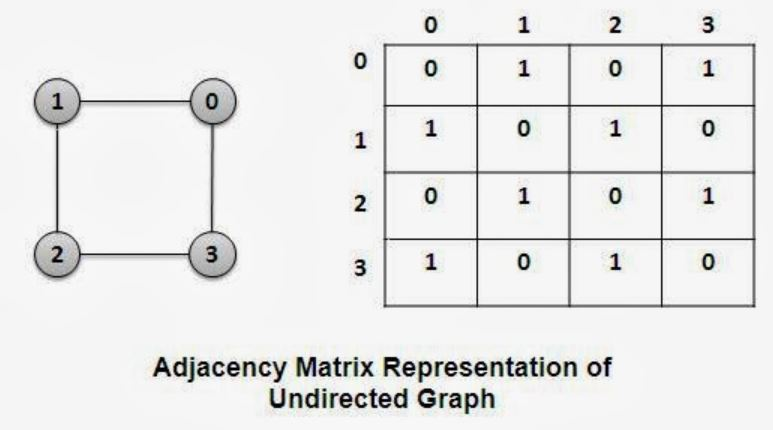 1 0
2 3
0 1 2 3
0 0 1 0 1
1 1 0 1 0
2 0 1 0 1
3 1 0 1 0
Adjacency Matrix Representation of
Undirected Graph